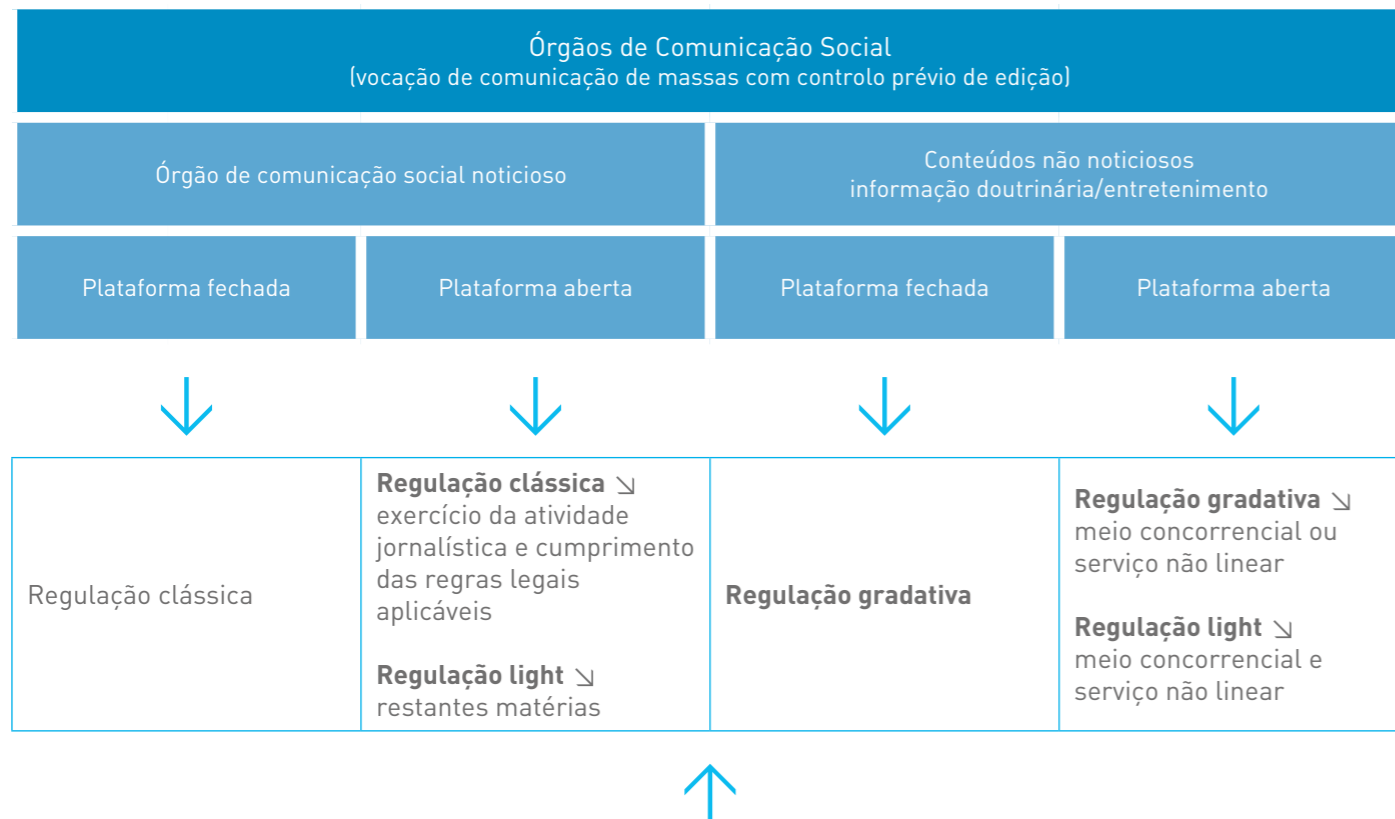 Órgãos de Comunicação Social
(vocação de comunicação de massas com controlo prévio de edição)
Órgão de comunicação social noticioso
Conteúdos não noticiosos
informação doutrinária/entretenimento
Plataforma fechada
Plataforma aberta
Plataforma fechada
Plataforma aberta
Regulação clássica
Regulação clássica ↘
exercício da atividade
jornalística e cumprimento
das regras legais
aplicáveis
Regulação light ↘
restantes matérias
Regulação gradativa
Regulação gradativa ↘
meio concorrencial ou
serviço não linear
Regulação light ↘
meio concorrencial e
serviço não linear